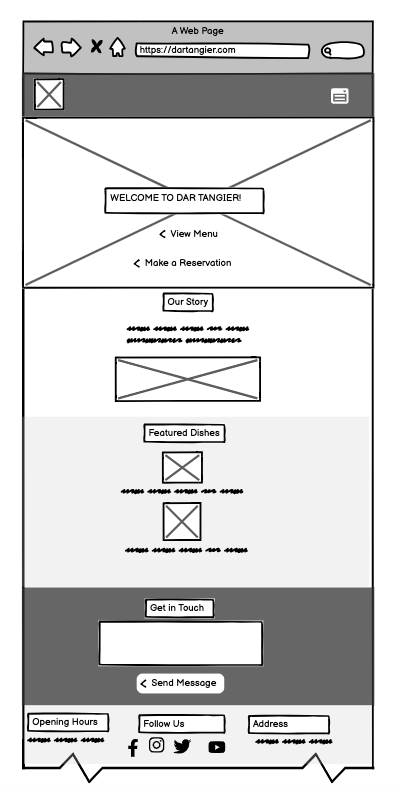 A Web Page
https://dartangier.com
WELCOME TO DAR TANGIER!
View Menu
Make a Reservation
Our Story
Featured Dishes
Get in Touch
Send Message
Opening Hours
Follow Us
Address